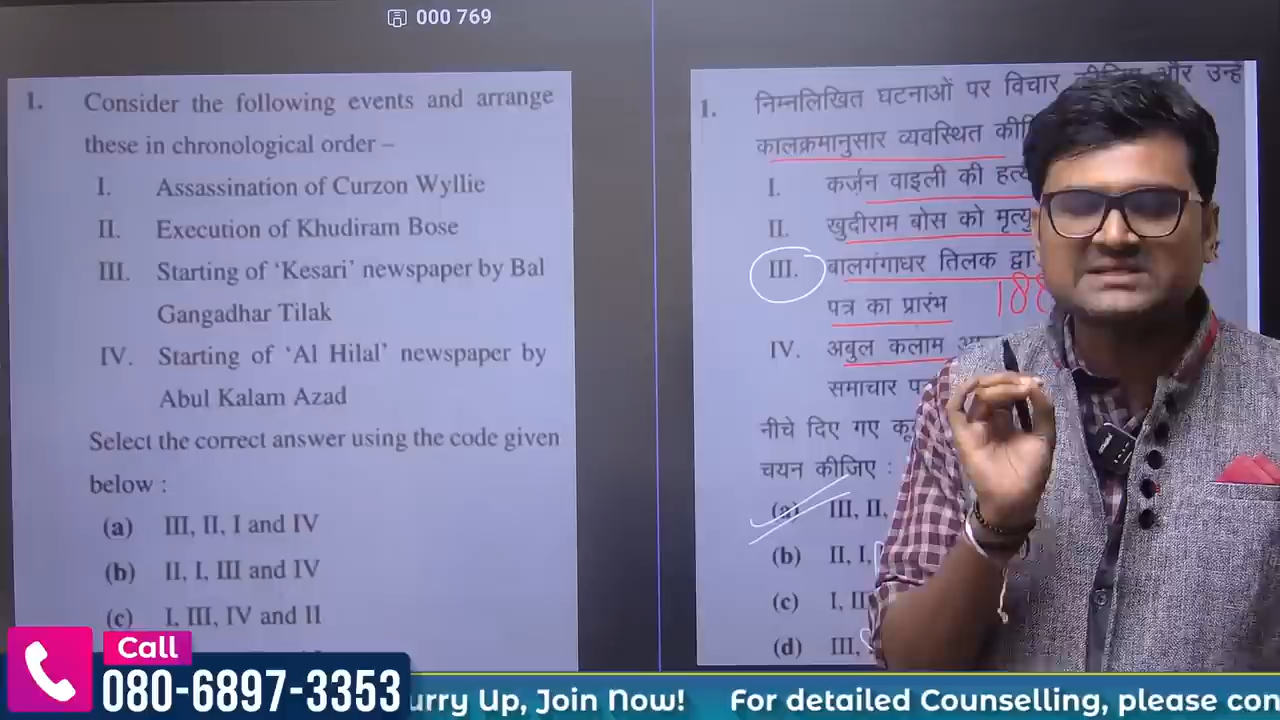 000 769
1. Consider the following events and arrange
these in chronological order –
I. Assassination of Curzon Wyllie
II. Execution of Khudiram Bose
III. Starting of ‘Kesari’ newspaper by Bal
Gangadhar Tilak
IV. Starting of ‘Al Hilal’ newspaper by
Abul Kalam Azad
Select the correct answer using the code given
below :
(a) III, II, I and IV
(b) II, I, III and IV
(c) I, III, IV and II
1. निम्नलिखित घटनाओं पर विचार कीजिए और उन्हें
कालक्रमानुसार व्यवस्थित
I. कर्ज़न वाइली की
II. खुदीराम बोस को
III. बालगंगाधर तिलक
पत्र का प्रारंभ 188
IV. अबुल कलाम
समाचार
नीचे दिए गए
चयन कीजिए :
(a) III, II,
(b) II, I,
(c) I,
(d) III,
Call
080-6897-3353
urry Up, Join Now! For detailed Counselling, please con